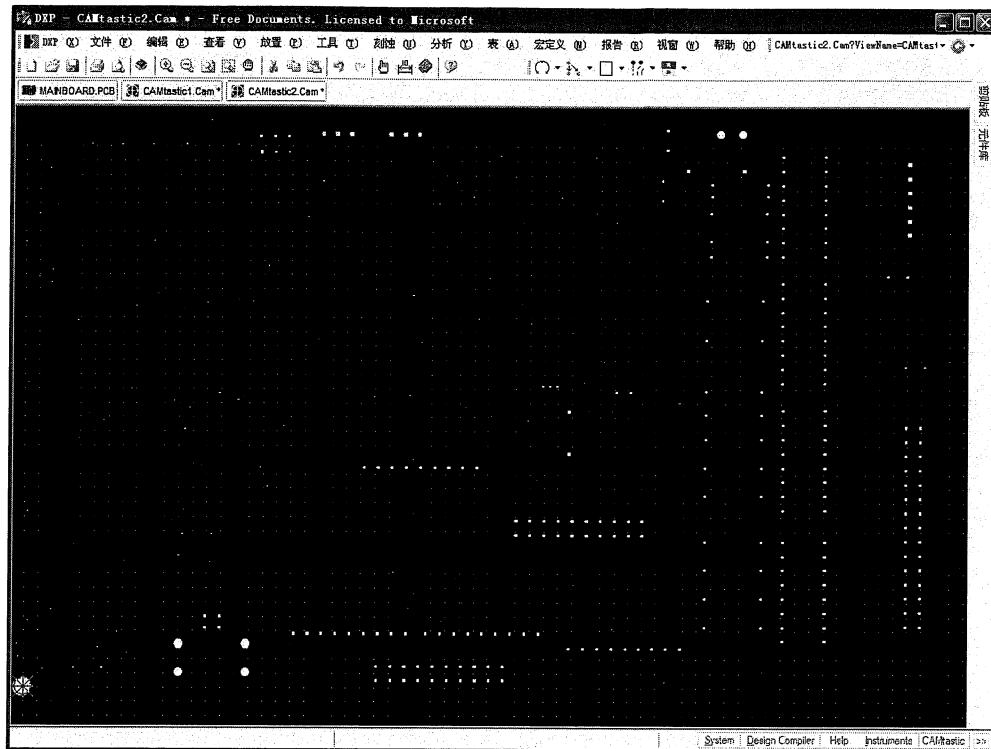 DXP - CAMtastic2.Cam * - Free Documents. Licensed to Microsoft
DXP (X) 文件 (F) 编辑 (E) 查看 (V) 放置 (P) 工具 (T) 刻蚀 (U) 分析 (Y) 表 (A) 宏定义 (N) 报告 (R) 视窗 (W) 帮助 (H) CAMtastic2.Cam?ViewName=CAMtast
MAINBOARD.PCB CAMtastic1.Cam * CAMtastic2.Cam *
剪贴板 元件库
System Design Compiler Help Instruments CAMtastic >>